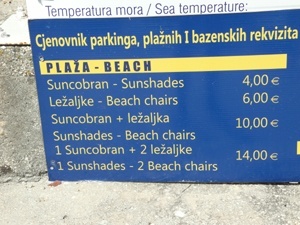 Temperatura mora / Sea temperature:
Cjenovnik parkinga, plažnih I bazenskih rekvizita
PLAŽA - BEACH
Suncobran - Sunshades 4,00 €
Ležaljke - Beach chairs 6,00 €
Suncobran + ležaljka 10,00 €
Sunshades - Beach chairs
1 Suncobran + 2 ležaljke 14,00 €
1 Sunshades - 2 Beach chairs